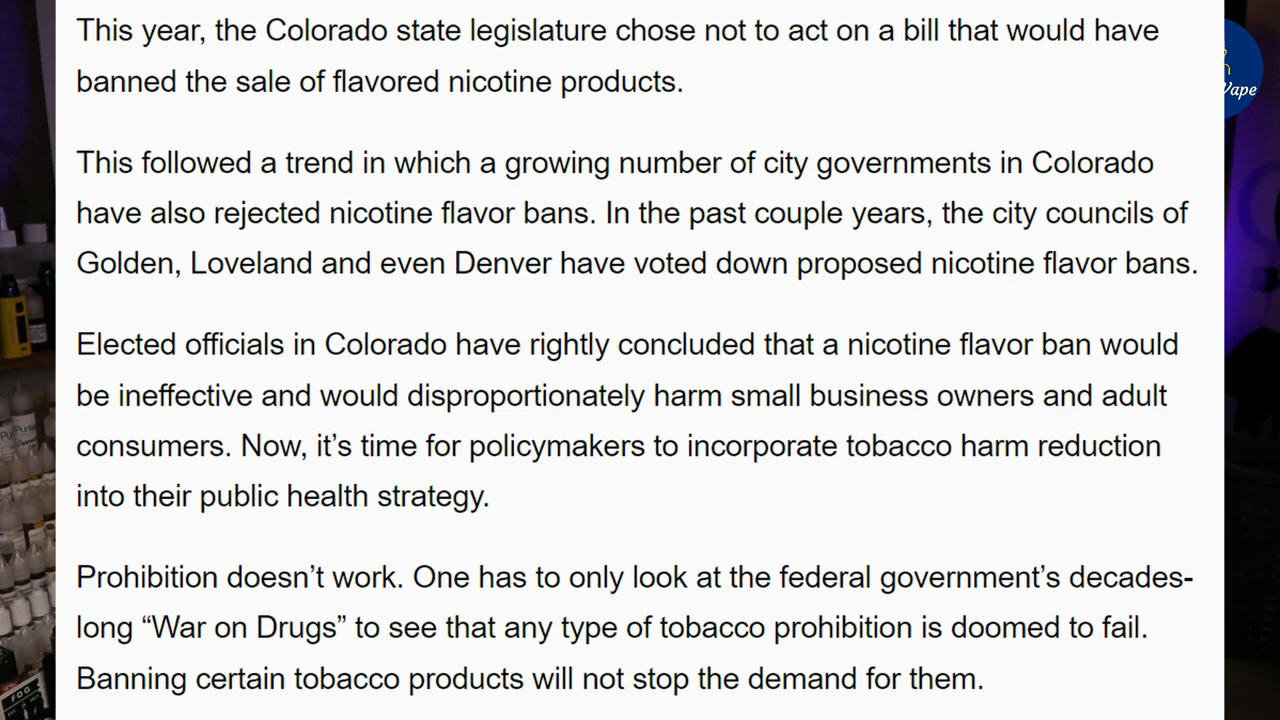 This year, the Colorado state legislature chose not to act on a bill that would have
banned the sale of flavored nicotine products.
This followed a trend in which a growing number of city governments in Colorado
have also rejected nicotine flavor bans. In the past couple years, the city councils of
Golden, Loveland and even Denver have voted down proposed nicotine flavor bans.
Elected officials in Colorado have rightly concluded that a nicotine flavor ban would
be ineffective and would disproportionately harm small business owners and adult
consumers. Now, it’s time for policymakers to incorporate tobacco harm reduction
into their public health strategy.
Prohibition doesn’t work. One has to only look at the federal government’s decades-
long “War on Drugs” to see that any type of tobacco prohibition is doomed to fail.
Banning certain tobacco products will not stop the demand for them.
Vape
FOG